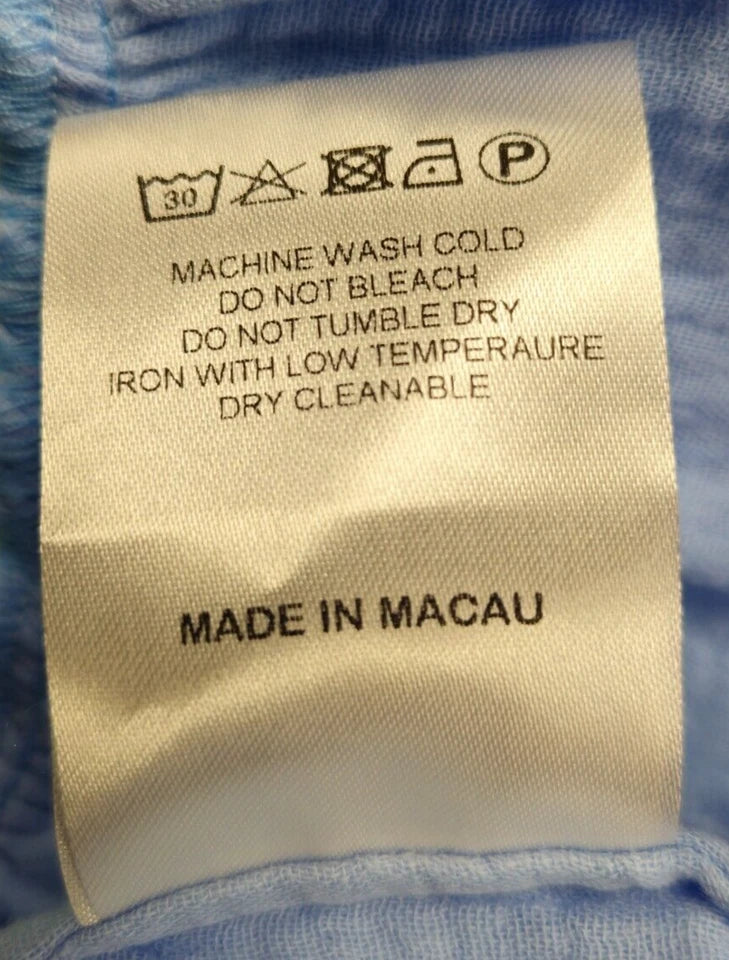 30 P
MACHINE WASH COLD
DO NOT BLEACH
DO NOT TUMBLE DRY
IRON WITH LOW TEMPERAURE
DRY CLEANABLE
MADE IN MACAU